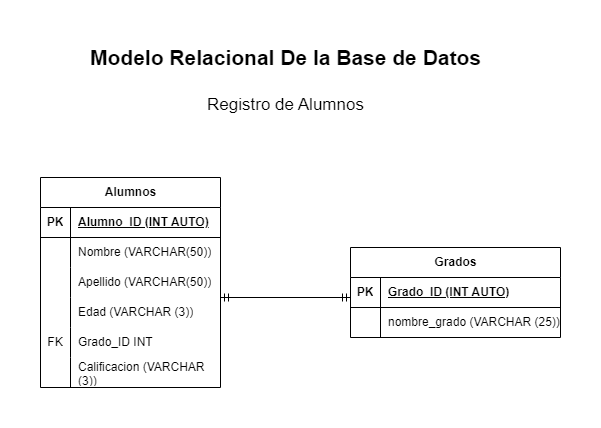 Modelo Relacional De la Base de Datos
Registro de Alumnos
Alumnos
PK Alumno_ID (INT AUTO)
Nombre (VARCHAR(50))
Apellido (VARCHAR(50))
Edad (VARCHAR (3))
FK Grado_ID INT
Calificacion (VARCHAR
(3))
Grados
PK Grado_ID (INT AUTO)
nombre_grado (VARCHAR (25))